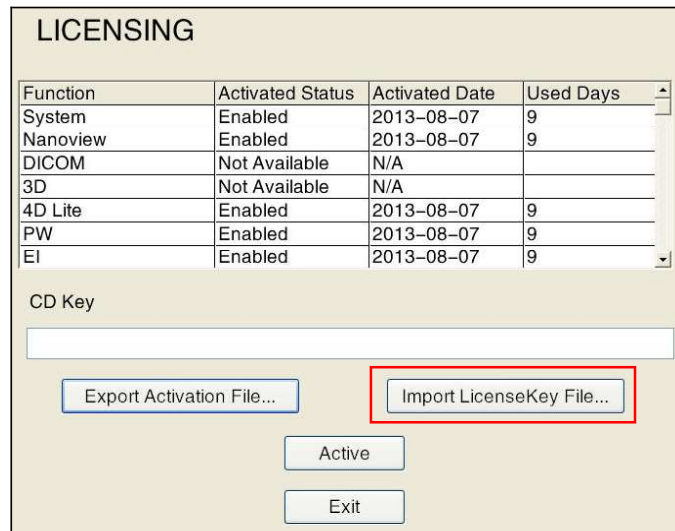 LICENSING
Function Activated Status Activated Date Used Days
System Enabled 2013-08-07 9
Nanoview Enabled 2013-08-07 9
DICOM Not Available N/A
3D Not Available N/A
4D Lite Enabled 2013-08-07 9
PW Enabled 2013-08-07 9
EI Enabled 2013-08-07 9
CD Key
Export Activation File... Import LicenseKey File...
Active
Exit